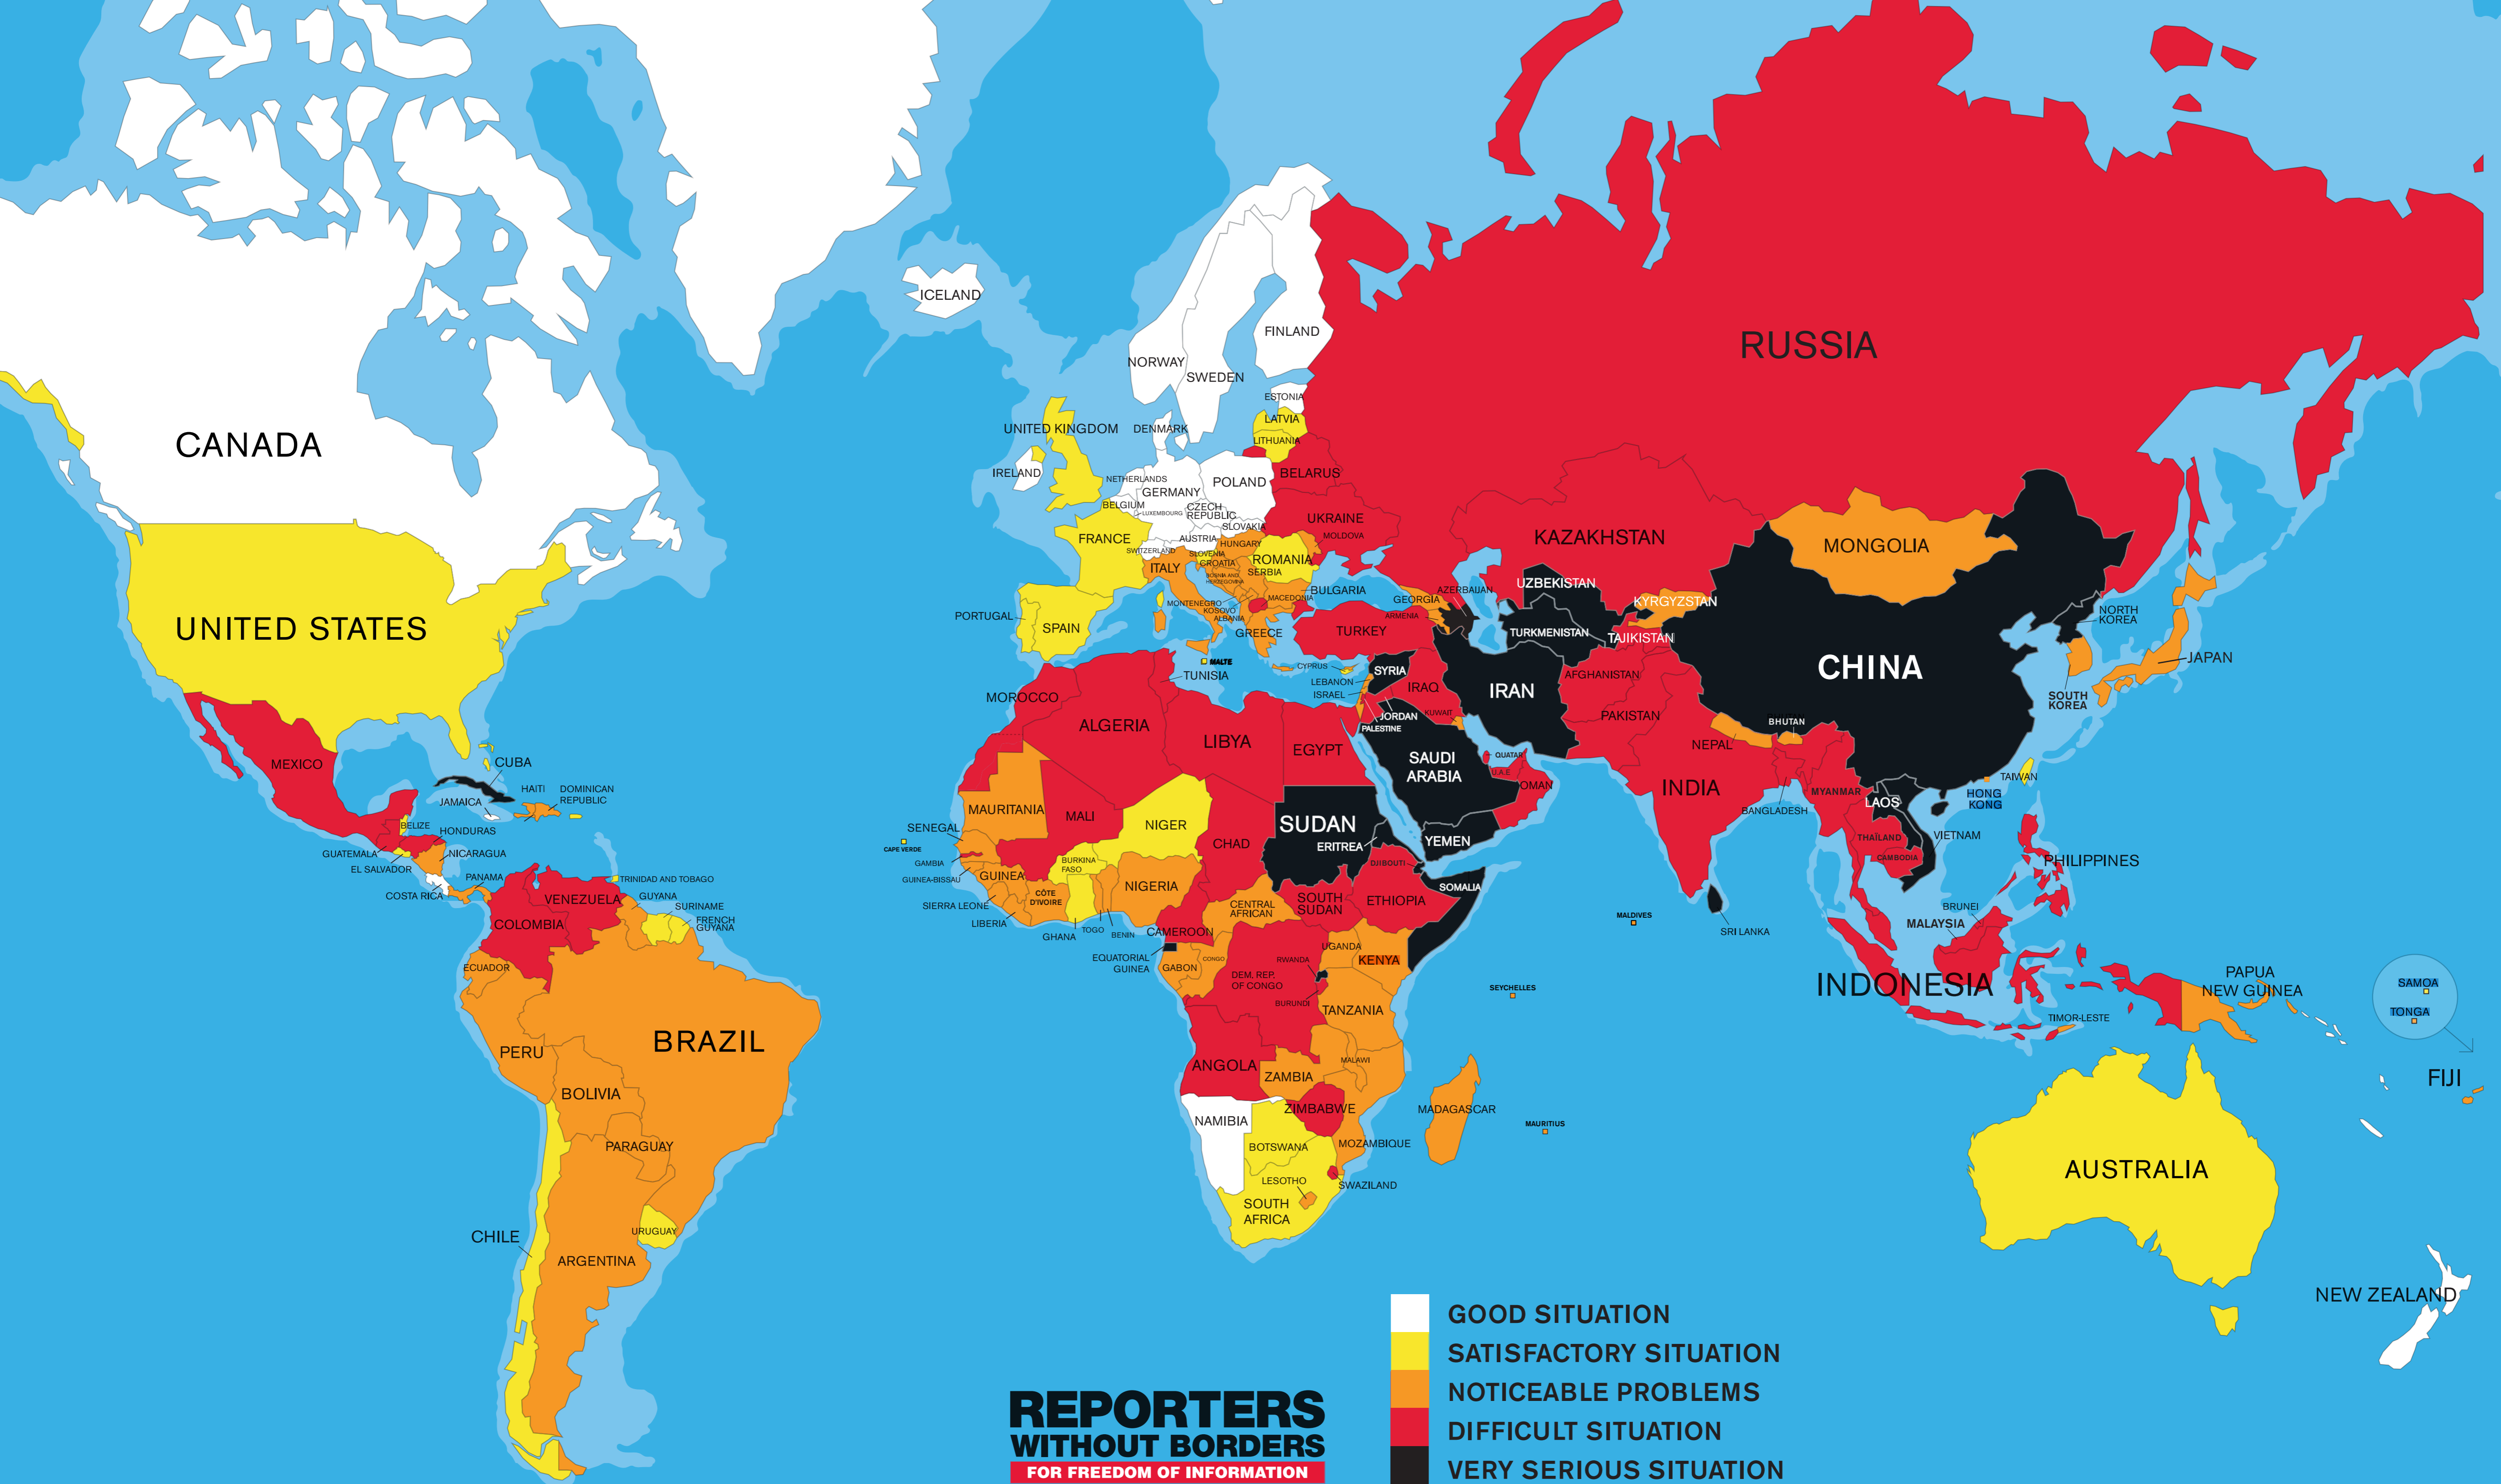 ICELAND
FINLAND
NORWAY
SWEDEN
RUSSIA
ESTONIA
LATVIA
LITHUANIA
UNITED KINGDOM
DENMARK
CANADA
IRELAND
NETHERLANDS
GERMANY
POLAND
BELARUS
BELGIUM
LUXEMBOURG
CZECH
REPUBLIC
SLOVAKIA
UKRAINE
MOLDOVA
FRANCE
SWITZERLAND
AUSTRIA
HUNGARY
SLOVENIA
CROATIA
ROMANIA
ITALY
BOSNIA AND
HERZEGOVINA
SERBIA
BULGARIA
MONTENEGRO
KOSOVO
MACEDONIA
ALBANIA
GREECE
PORTUGAL
SPAIN
KAZAKHSTAN
MONGOLIA
UZBEKISTAN
KYRGYZSTAN
AZERBAIJAN
GEORGIA
ARMENIA
TURKEY
TURKMENISTAN
TAJIKISTAN
NORTH
KOREA
JAPAN
SOUTH
KOREA
CHINA
UNITED STATES
MALTE
TUNISIA
CYPRUS
LEBANON
ISRAEL
SYRIA
IRAQ
IRAN
AFGHANISTAN
PAKISTAN
JORDAN
PALESTINE
KUWAIT
MOROCCO
ALGERIA
LIBYA
EGYPT
SAUDI
ARABIA
QUATAR
U.A.E
OMAN
NEPAL
BHUTAN
INDIA
BANGLADESH
MYANMAR
LAOS
TAIWAN
HONG
KONG
THAÏLAND
CAMBODIA
VIETNAM
PHILIPPINES
MEXICO
CUBA
HAITI
DOMINICAN
REPUBLIC
JAMAICA
BELIZE
HONDURAS
GUATEMALA
NICARAGUA
EL SALVADOR
PANAMA
COSTA RICA
TRINIDAD AND TOBAGO
VENEZUELA
GUYANA
SURINAME
FRENCH
GUYANA
COLOMBIA
ECUADOR
PERU
BRAZIL
BOLIVIA
PARAGUAY
URUGUAY
CHILE
ARGENTINA
MAURITANIA
MALI
NIGER
CHAD
SUDAN
ERITREA
YEMEN
SENEGAL
CAPE VERDE
GAMBIA
GUINEA-BISSAU
GUINEA
BURKINA
FASO
NIGERIA
DJIBOUTI
SOMALIA
SIERRA LEONE
LIBERIA
CÔTE
D'IVOIRE
GHANA
TOGO
BENIN
CAMEROON
CENTRAL
AFRICAN
SOUTH
SUDAN
ETHIOPIA
EQUATORIAL
GUINEA
GABON
CONGO
DEM. REP.
OF CONGO
UGANDA
KENYA
RWANDA
BURUNDI
TANZANIA
ANGOLA
ZAMBIA
MALAWI
NAMIBIA
ZIMBABWE
BOTSWANA
MOZAMBIQUE
MADAGASCAR
LESOTHO
SWAZILAND
SOUTH
AFRICA
SEYCHELLES
MAURITIUS
MALDIVES
SRI LANKA
BRUNEI
MALAYSIA
INDONESIA
PAPUA
NEW GUINEA
TIMOR-LESTE
SAMOA
TONGA
FIJI
AUSTRALIA
NEW ZEALAND
REPORTERS
WITHOUT BORDERS
FOR FREEDOM OF INFORMATION
GOOD SITUATION
SATISFACTORY SITUATION
NOTICEABLE PROBLEMS
DIFFICULT SITUATION
VERY SERIOUS SITUATION